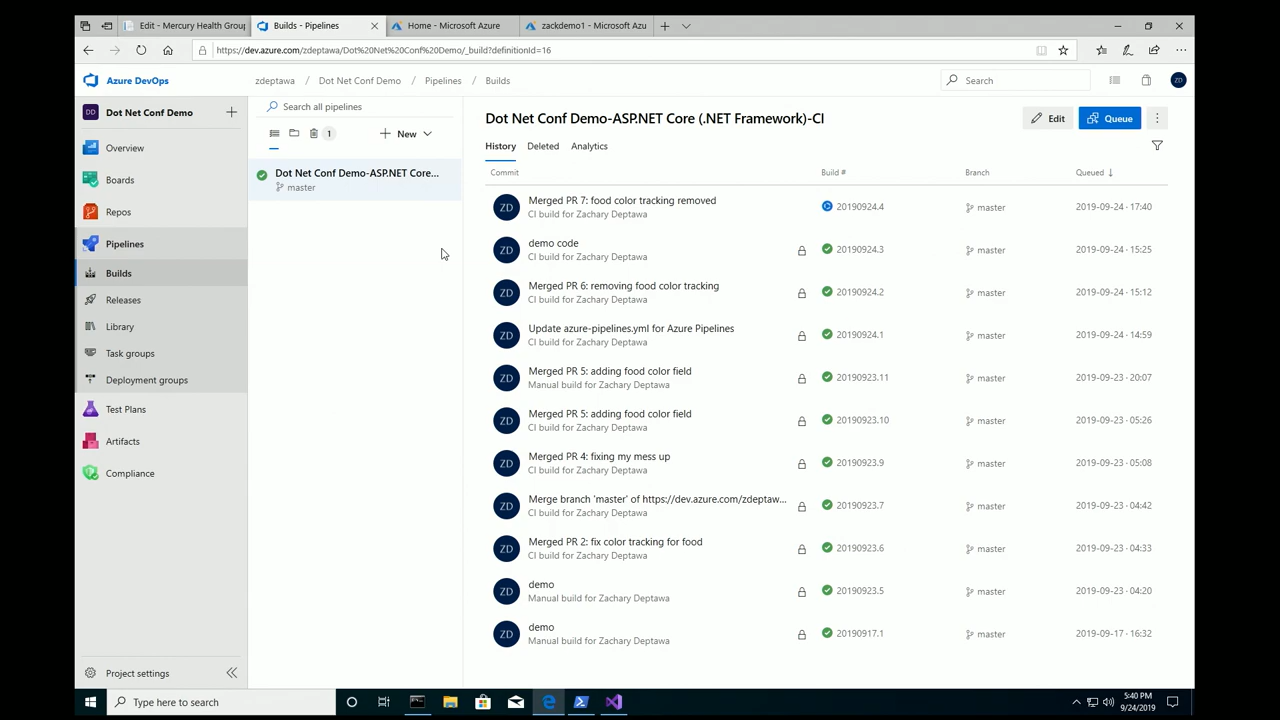 Edit - Mercury Health Group
Builds - Pipelines
Home - Microsoft Azure
zackdemo1 - Microsoft Azu
https://dev.azure.com/zdeptawa/Dot%20Net%20Conf%20Demo/_build?definitionId=16
Azure DevOps
zdeptawa / Dot Net Conf Demo / Pipelines / Builds
Search
ZD
DD
Dot Net Conf Demo
Overview
Boards
Repos
Pipelines
Builds
Releases
Library
Task groups
Deployment groups
Test Plans
Artifacts
Compliance
Project settings
Search all pipelines
1
New
Dot Net Conf Demo-ASP.NET Core...
master
Dot Net Conf Demo-ASP.NET Core (.NET Framework)-CI
Edit
Queue
History
Deleted
Analytics
Commit Build # Branch Queued
ZD Merged PR 7: food color tracking removed 20190924.4 master 2019-09-24 · 17:40
CI build for Zachary Deptawa
ZD demo code 20190924.3 master 2019-09-24 · 15:25
CI build for Zachary Deptawa
ZD Merged PR 6: removing food color tracking 20190924.2 master 2019-09-24 · 15:12
CI build for Zachary Deptawa
ZD Update azure-pipelines.yml for Azure Pipelines 20190924.1 master 2019-09-24 · 14:59
CI build for Zachary Deptawa
ZD Merged PR 5: adding food color field 20190923.11 master 2019-09-23 · 20:07
Manual build for Zachary Deptawa
ZD Merged PR 5: adding food color field 20190923.10 master 2019-09-23 · 05:26
CI build for Zachary Deptawa
ZD Merged PR 4: fixing my mess up 20190923.9 master 2019-09-23 · 05:08
CI build for Zachary Deptawa
ZD Merge branch 'master' of https://dev.azure.com/zdeptaw... 20190923.7 master 2019-09-23 · 04:42
CI build for Zachary Deptawa
ZD Merged PR 2: fix color tracking for food 20190923.6 master 2019-09-23 · 04:33
CI build for Zachary Deptawa
ZD demo 20190923.5 master 2019-09-23 · 04:20
Manual build for Zachary Deptawa
ZD demo 20190917.1 master 2019-09-17 · 16:32
Manual build for Zachary Deptawa
Type here to search
5:40 PM
9/24/2019